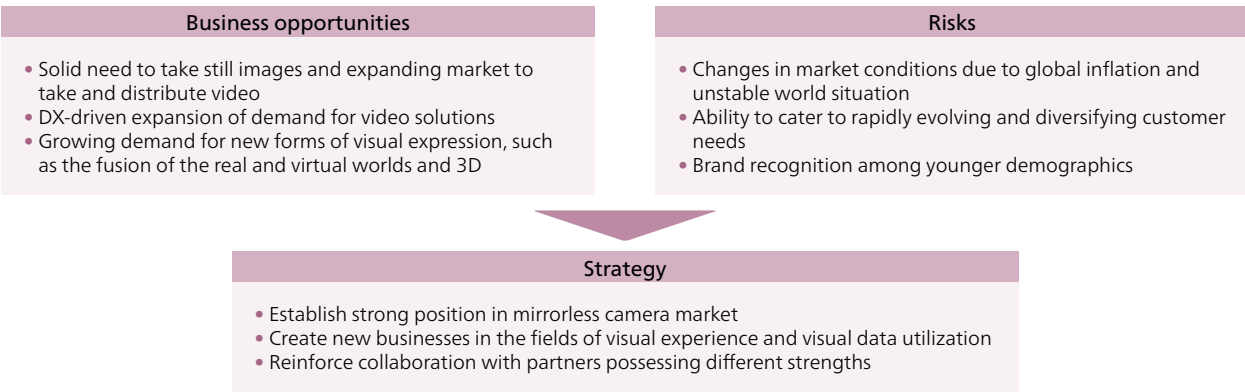 Business opportunities
• Solid need to take still images and expanding market to
take and distribute video
• DX-driven expansion of demand for video solutions
• Growing demand for new forms of visual expression, such
as the fusion of the real and virtual worlds and 3D
Risks
• Changes in market conditions due to global inflation and
unstable world situation
• Ability to cater to rapidly evolving and diversifying customer
needs
• Brand recognition among younger demographics
Strategy
• Establish strong position in mirrorless camera market
• Create new businesses in the fields of visual experience and visual data utilization
• Reinforce collaboration with partners possessing different strengths